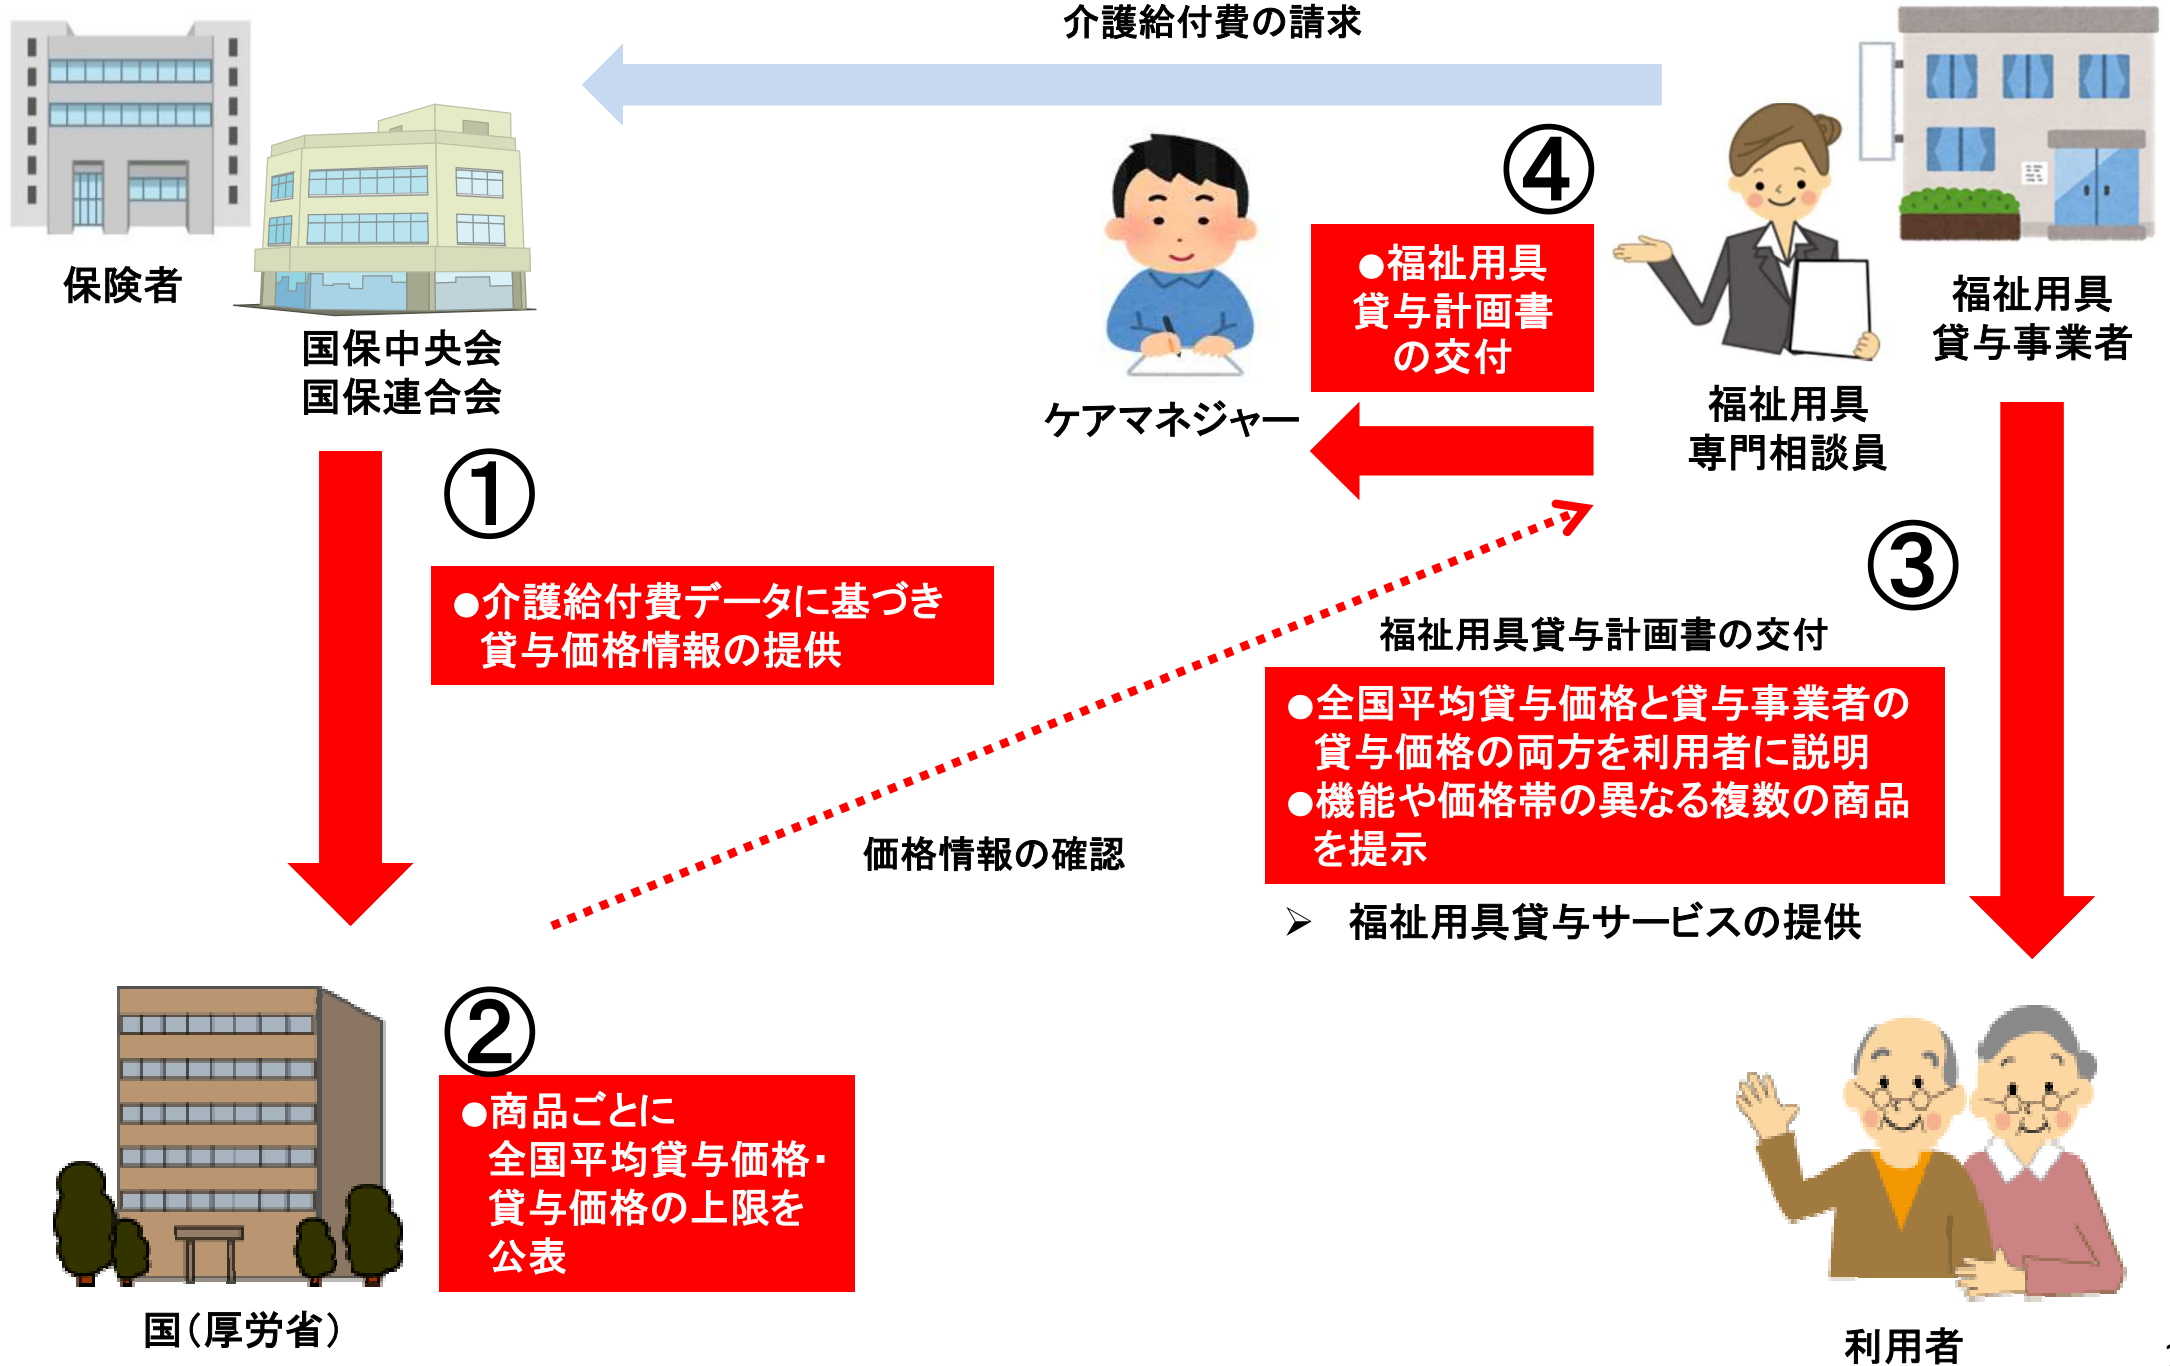 介護給付費の請求
保険者
国保中央会
国保連合会
ケアマネジャー
④
●福祉用具
貸与計画書
の交付
福祉用具
専門相談員
福祉用具
貸与事業者
①
●介護給付費データに基づき
貸与価格情報の提供
③
福祉用具貸与計画書の交付
●全国平均貸与価格と貸与事業者の
貸与価格の両方を利用者に説明
●機能や価格帯の異なる複数の商品
を提示
➢ 福祉用具貸与サービスの提供
価格情報の確認
②
●商品ごとに
全国平均貸与価格・
貸与価格の上限を
公表
国(厚労省)
利用者